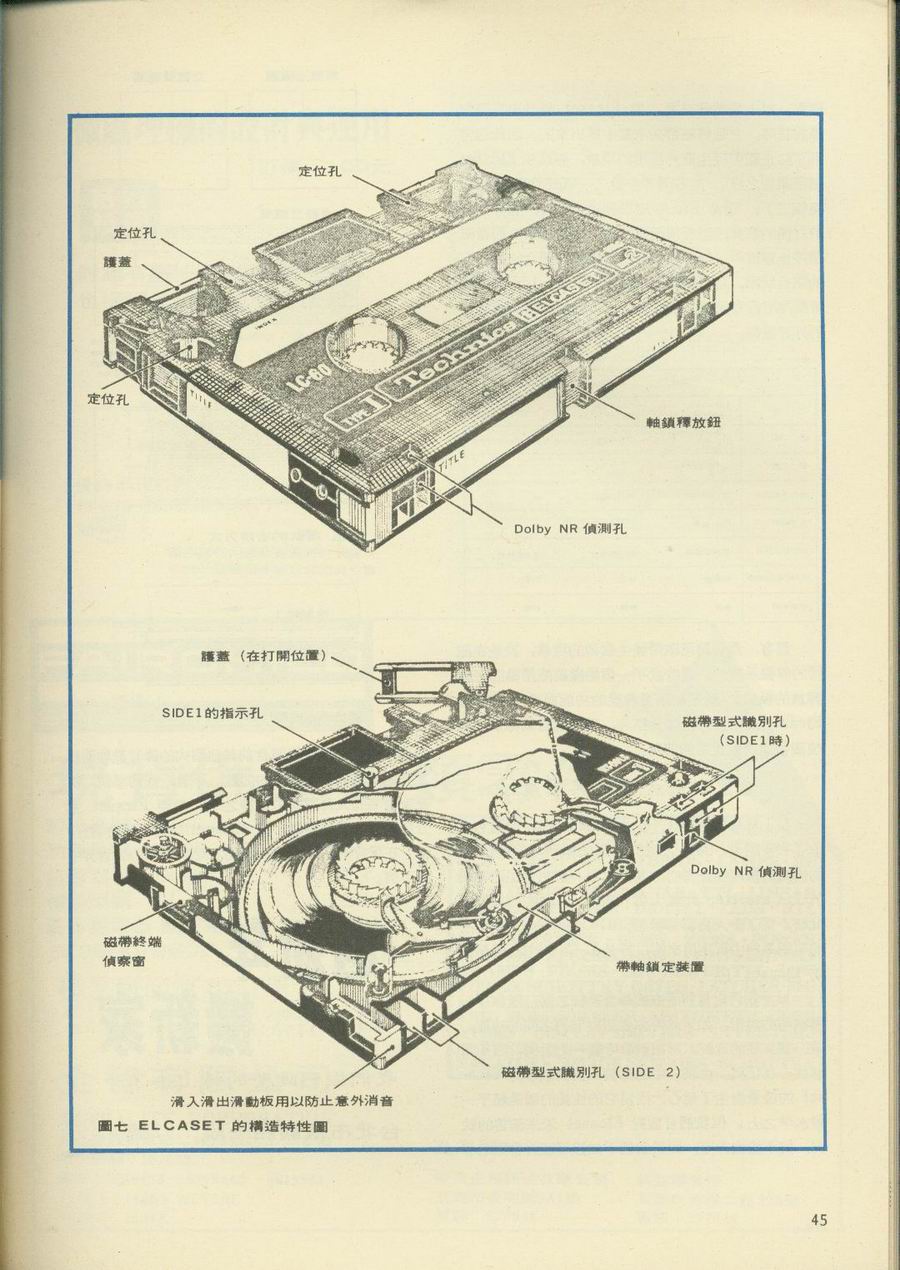 定位孔
定位孔
護蓋
定位孔
INDEX
LC-60
TYPE I
Technics
ELCASET
2
TITLE
TITLE
軸鎖釋放鈕
Dolby NR 偵測孔
護蓋（在打開位置）
SIDE1的指示孔
磁帶型式識別孔
（SIDE1時）
Dolby NR 偵測孔
磁帶終端
偵察窗
帶軸鎖定裝置
磁帶型式識別孔（SIDE 2）
滑入滑出滑動板用以防止意外消音
圖七 ELCASET 的構造特性圖
45